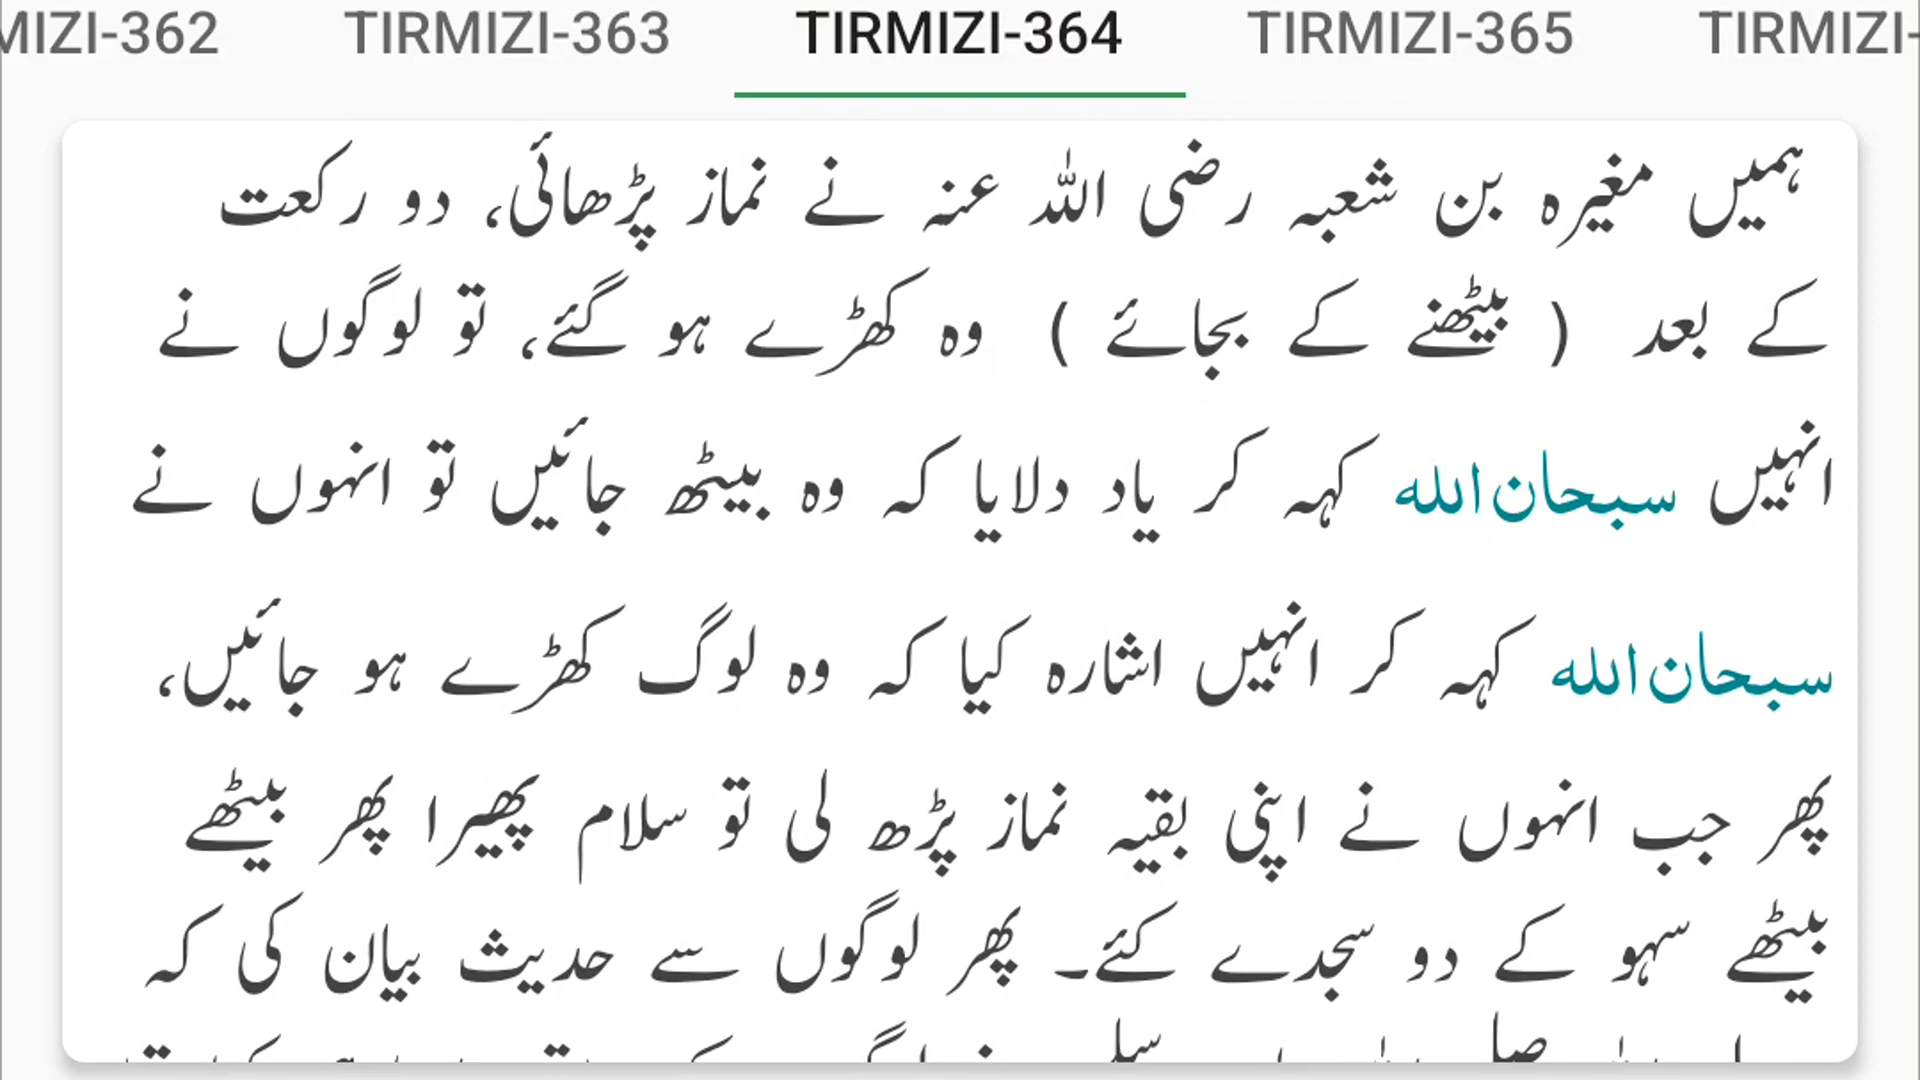 MIZI-362 TIRMIZI-363 TIRMIZI-364 TIRMIZI-365 TIRMIZI-
ہمیں مغیرہ بن شعبہ رضی اللہ عنہ نے نماز پڑھائی، دو رکعت
کے بعد ( بیٹھنے کے بجائے ) وہ کھڑے ہو گئے، تو لوگوں نے
انہیں سبحان الله کہہ کر یاد دلایا کہ وہ بیٹھ جائیں تو انہوں نے
سبحان الله کہہ کر انہیں اشارہ کیا کہ وہ لوگ کھڑے ہو جائیں،
پھر جب انہوں نے اپنی بقیہ نماز پڑھ لی تو سلام پھیرا پھر بیٹھے
بیٹھے سہو کے دو سجدے کئے۔ پھر لوگوں سے حدیث بیان کی کہ